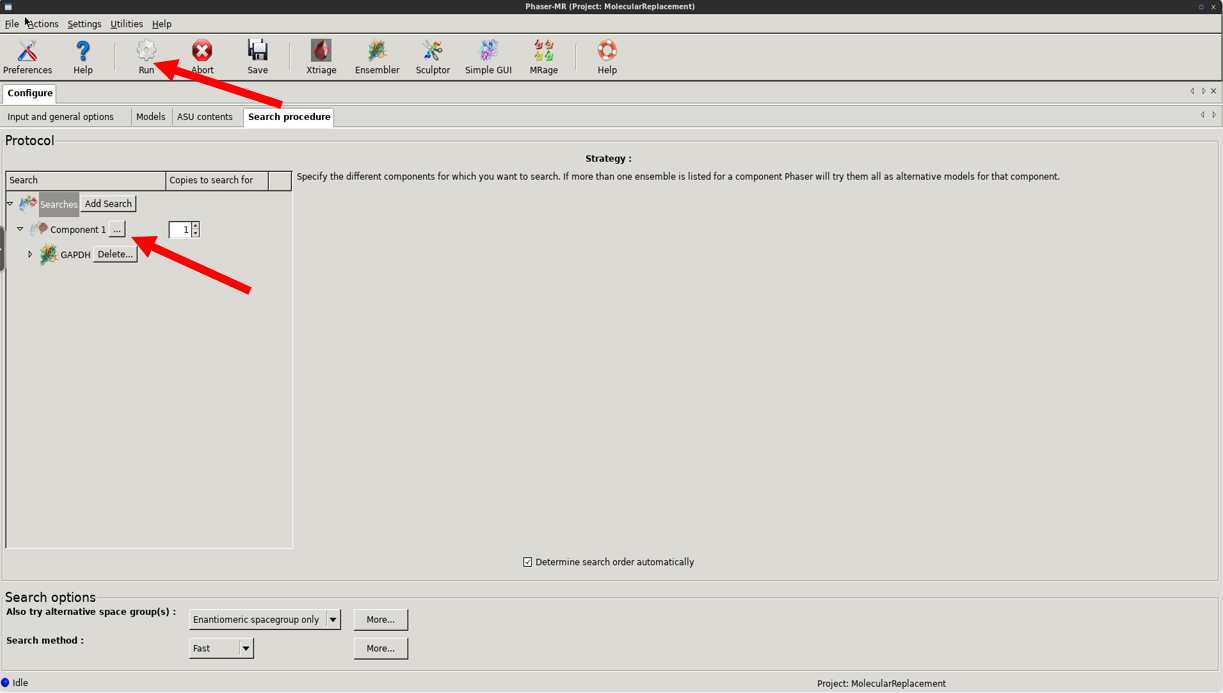 Phaser-MR (Project: MolecularReplacement)
File Actions Settings Utilities Help
Preferences Help Run Abort Save Xtriage Ensembler Sculptor Simple GUI MRage Help
Configure
Input and general options Models ASU contents Search procedure
Protocol
Strategy :
Search Copies to search for
Specify the different components for which you want to search. If more than one ensemble is listed for a component Phaser will try them all as alternative models for that component.
Searches Add Search
Component 1 ... 1
GAPDH Delete...
Determine search order automatically
Search options
Also try alternative space group(s) : Enantiomeric spacegroup only More...
Search method : Fast More...
Idle Project: MolecularReplacement